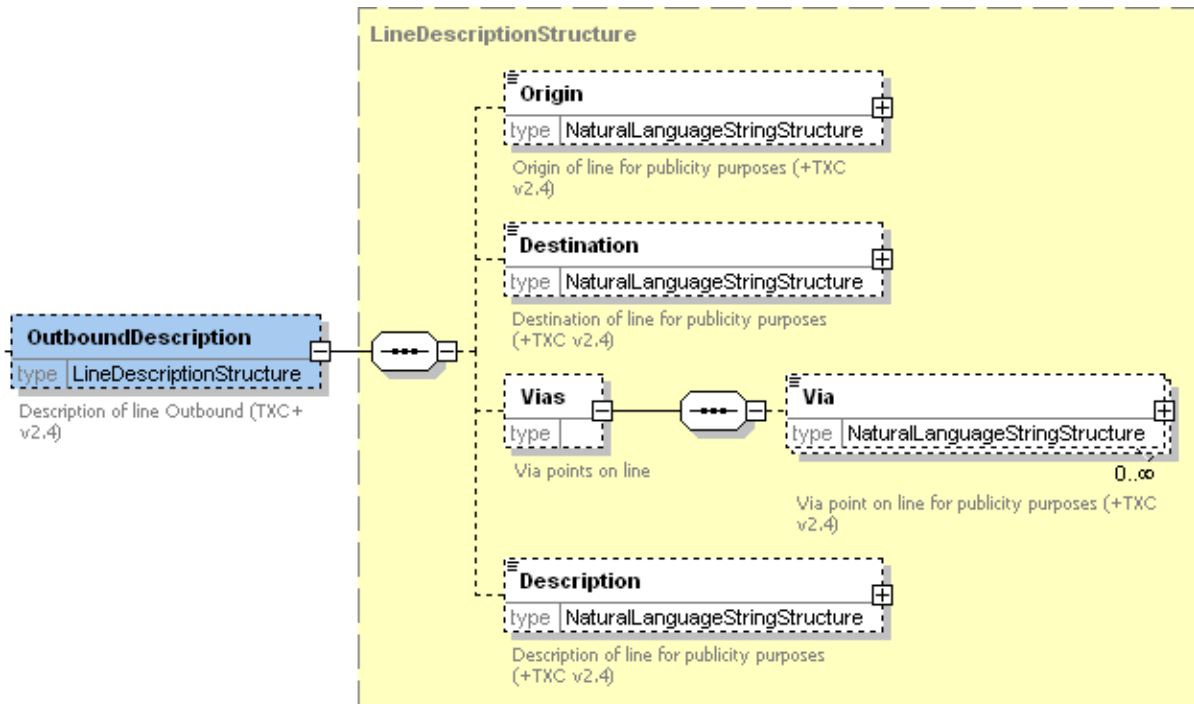 LineDescriptionStructure
Origin
type NaturalLanguageStringStructure
Origin of line for publicity purposes (+TXC
v2.4)
Destination
type NaturalLanguageStringStructure
Destination of line for publicity purposes
(+TXC v2.4)
OutboundDescription
type LineDescriptionStructure
Description of line Outbound (TXC+
v2.4)
Vias
type
Via points on line
Via
type NaturalLanguageStringStructure
0..∞
Via point on line for publicity purposes (+TXC
v2.4)
Description
type NaturalLanguageStringStructure
Description of line for publicity purposes
(+TXC v2.4)